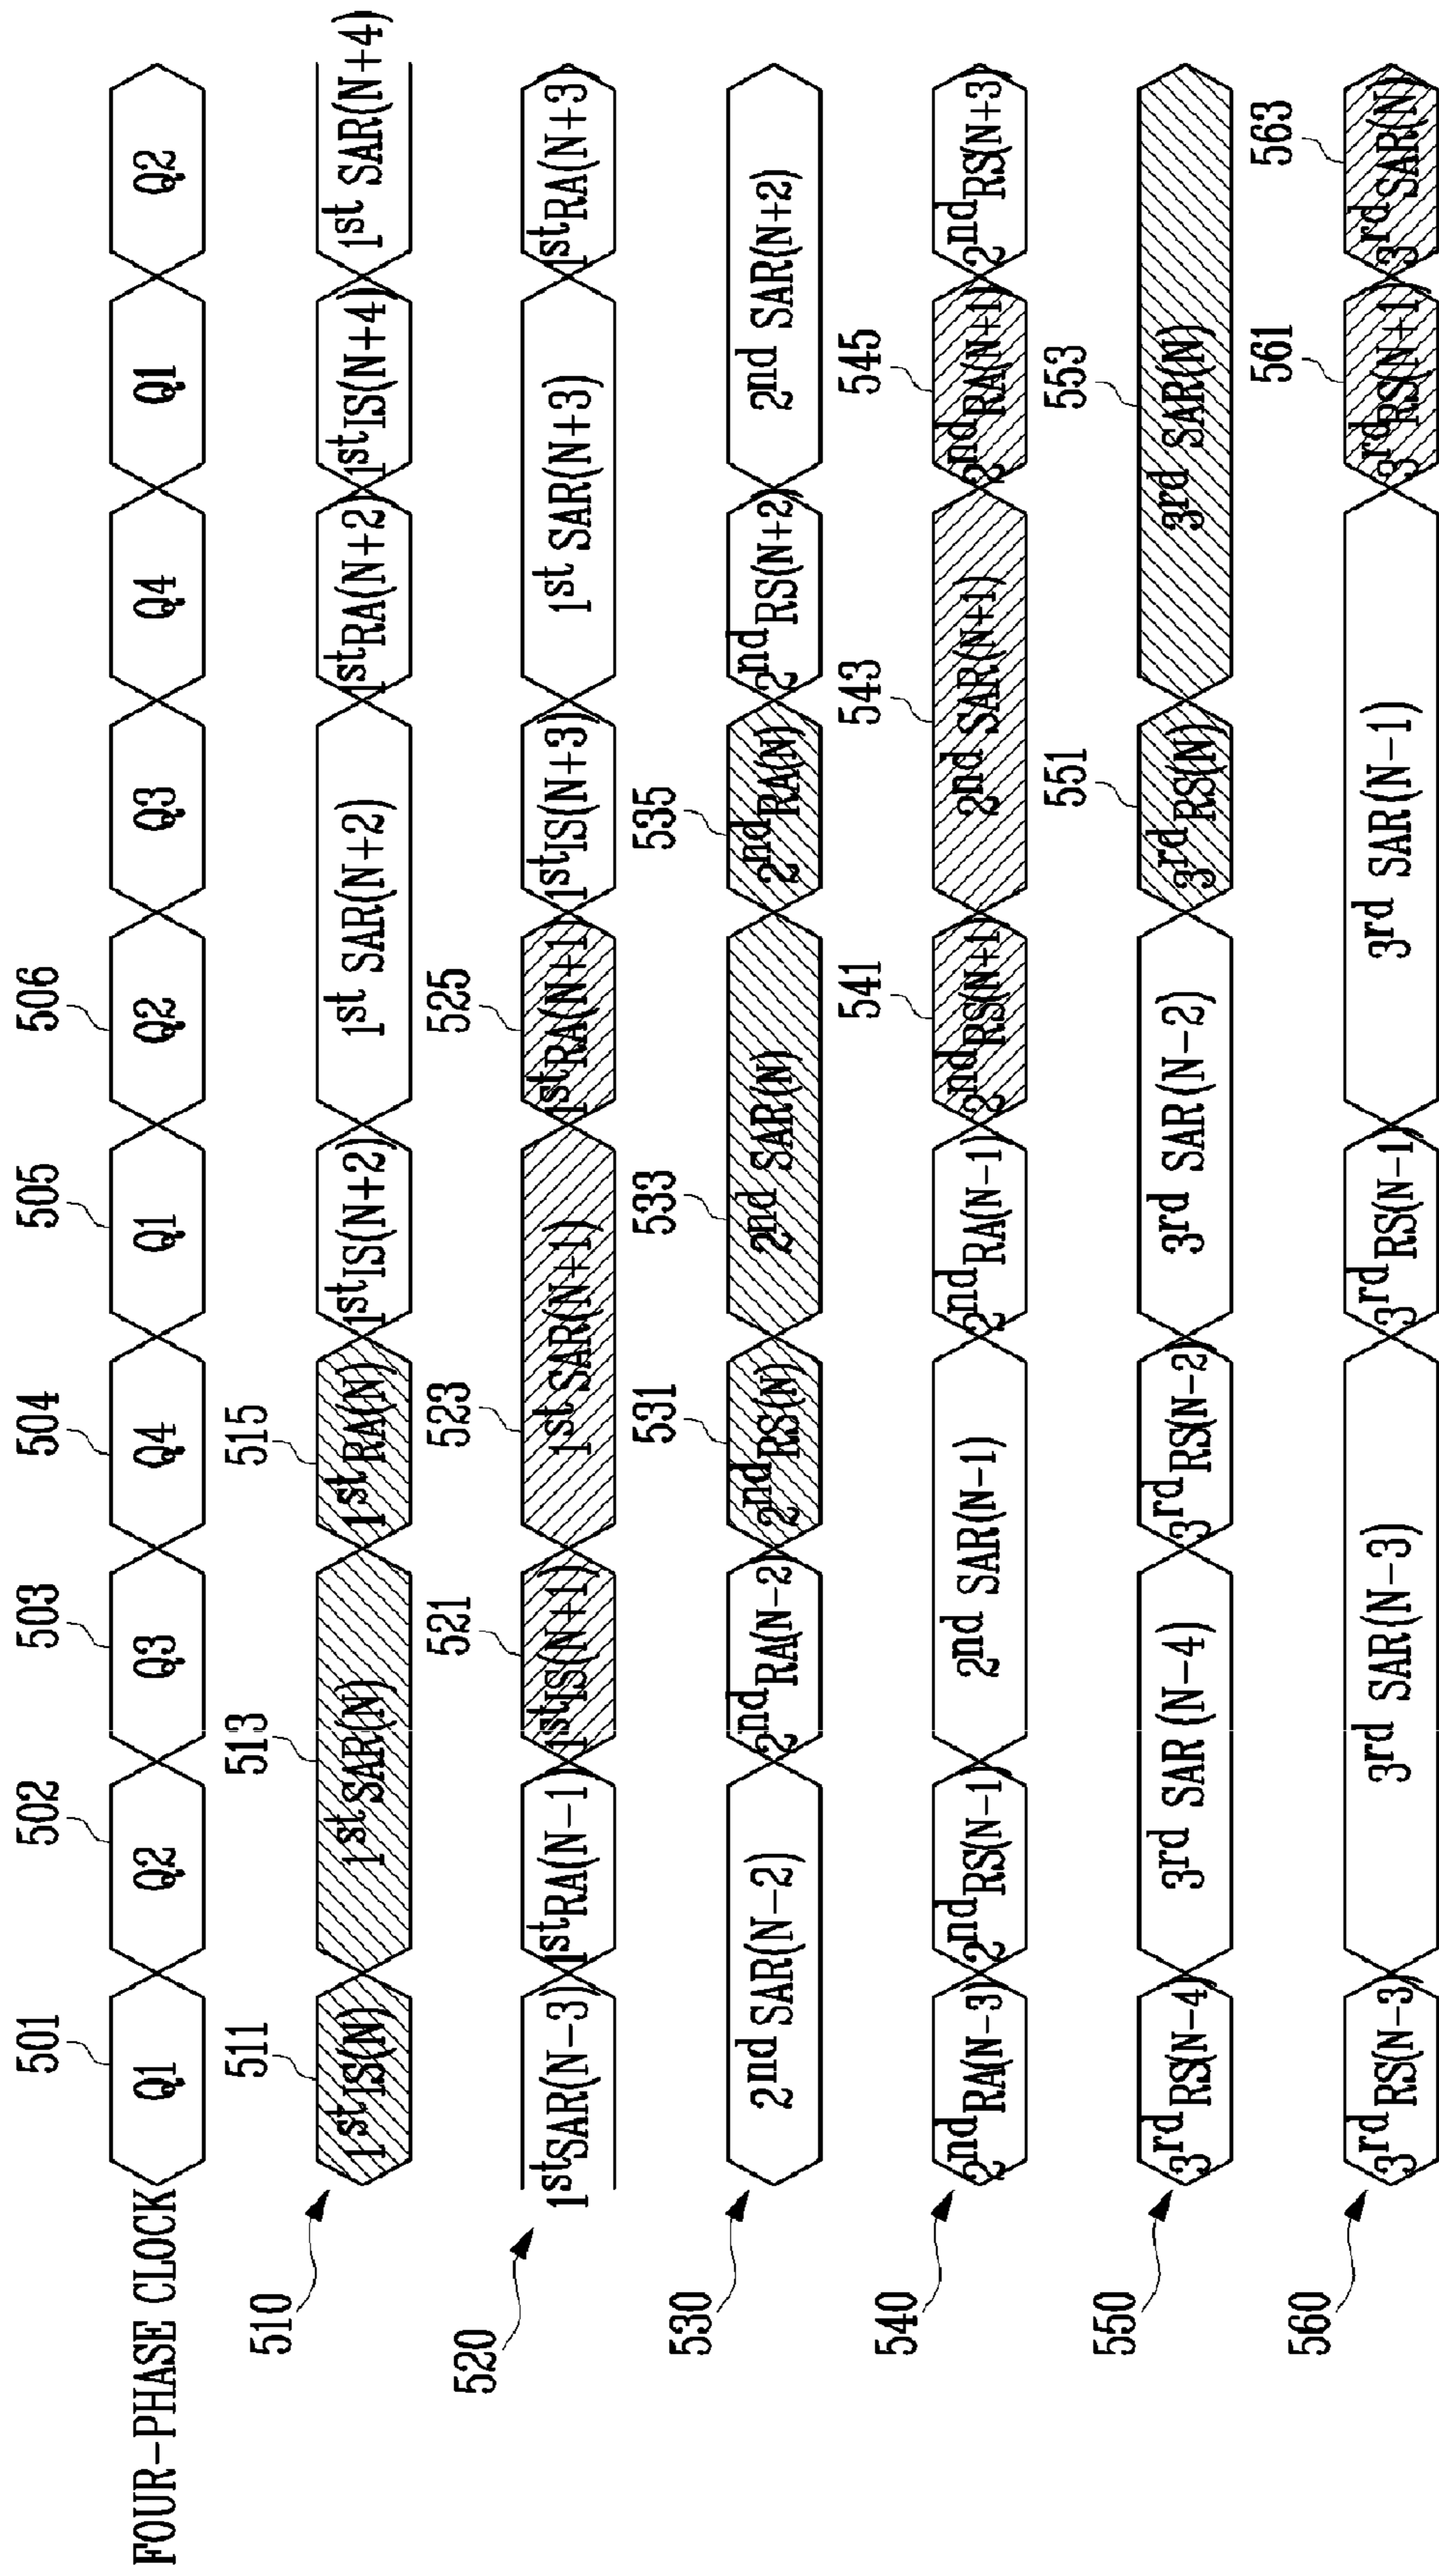 501 502 503 504 505 506
FOUR-PHASE CLOCK Q1 Q2 Q3 Q4 Q1 Q2 Q3 Q4 Q1 Q2
511 513 515
510 1st IS(N) 1st SAR(N) 1st RA(N) 1st IS(N+2) 1st SAR(N+2) 1st RA(N+2) 1st IS(N+4) 1st SAR(N+4)
521 523 525
520 1st SAR(N-3) 1st RA(N-1) 1st IS(N+1) 1st SAR(N+1) 1st RA(N+1) 1st IS(N+3) 1st SAR(N+3) 1st RA(N+3
531 533 535
530 2nd SAR(N-2) 2nd RA(N-2) 2nd RS(N) 2nd SAR(N) 2nd RA(N) 2nd RS(N+2) 2nd SAR(N+2)
541 543 545
540 2nd RA(N-3) 2nd RS(N-1) 2nd SAR(N-1) 2nd RA(N-1) 2nd RS(N+1) 2nd SAR(N+1) 2nd RA(N+1) 2nd RS(N+3
551 553
550 3rd RS(N-4) 3rd SAR (N-4) 3rd RS(N-2) 3rd SAR(N-2) 3rd RS(N) 3rd SAR(N)
561 563
560 3rd RS(N-3) 3rd SAR(N-3) 3rd RS(N-1) 3rd SAR(N-1) 3rd RS(N+1) 3rd SAR(N)